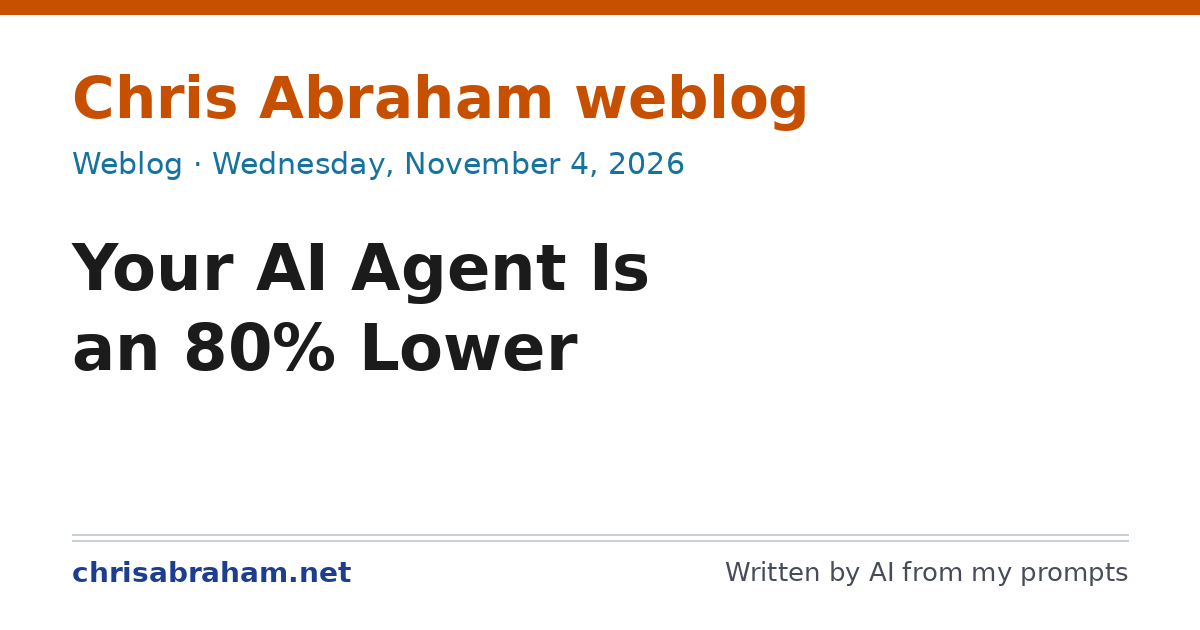 Chris Abraham weblog
Weblog · Wednesday, November 4, 2026
Your AI Agent Is
an 80% Lower
chrisabraham.net
Written by AI from my prompts